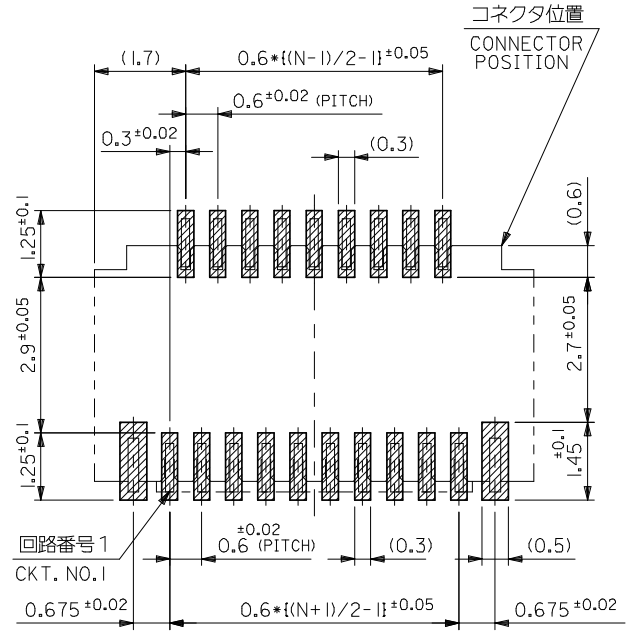 コネクタ位置
CONNECTOR
POSITION
(1.7)
0.6*{(N-1)/2-1}±0.05
0.6±0.02 (PITCH)
0.3±0.02
(0.3)
(0.6)
1.25±0.1
2.9±0.05
2.7±0.05
1.25±0.1
1.45±0.1
回路番号1
CKT. NO.1
0.6±0.02 (PITCH)
(0.3)
(0.5)
0.675±0.02
0.6*{(N+1)/2-1}±0.05
0.675±0.02